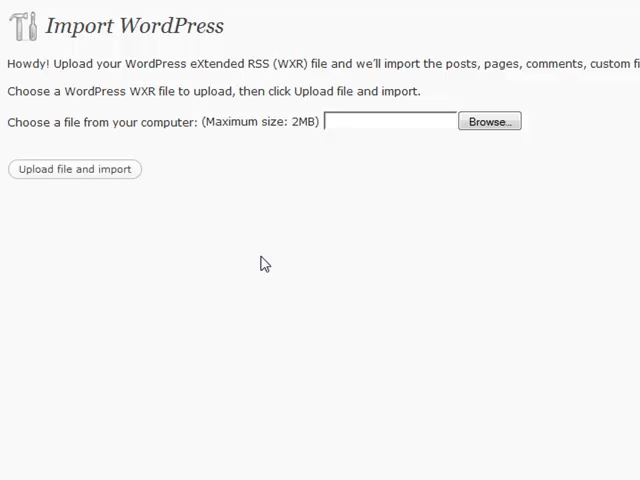 Import WordPress
Howdy! Upload your WordPress eXtended RSS (WXR) file and we'll import the posts, pages, comments, custom fi
Choose a WordPress WXR file to upload, then click Upload file and import.
Choose a file from your computer: (Maximum size: 2MB) Browse...
Upload file and import